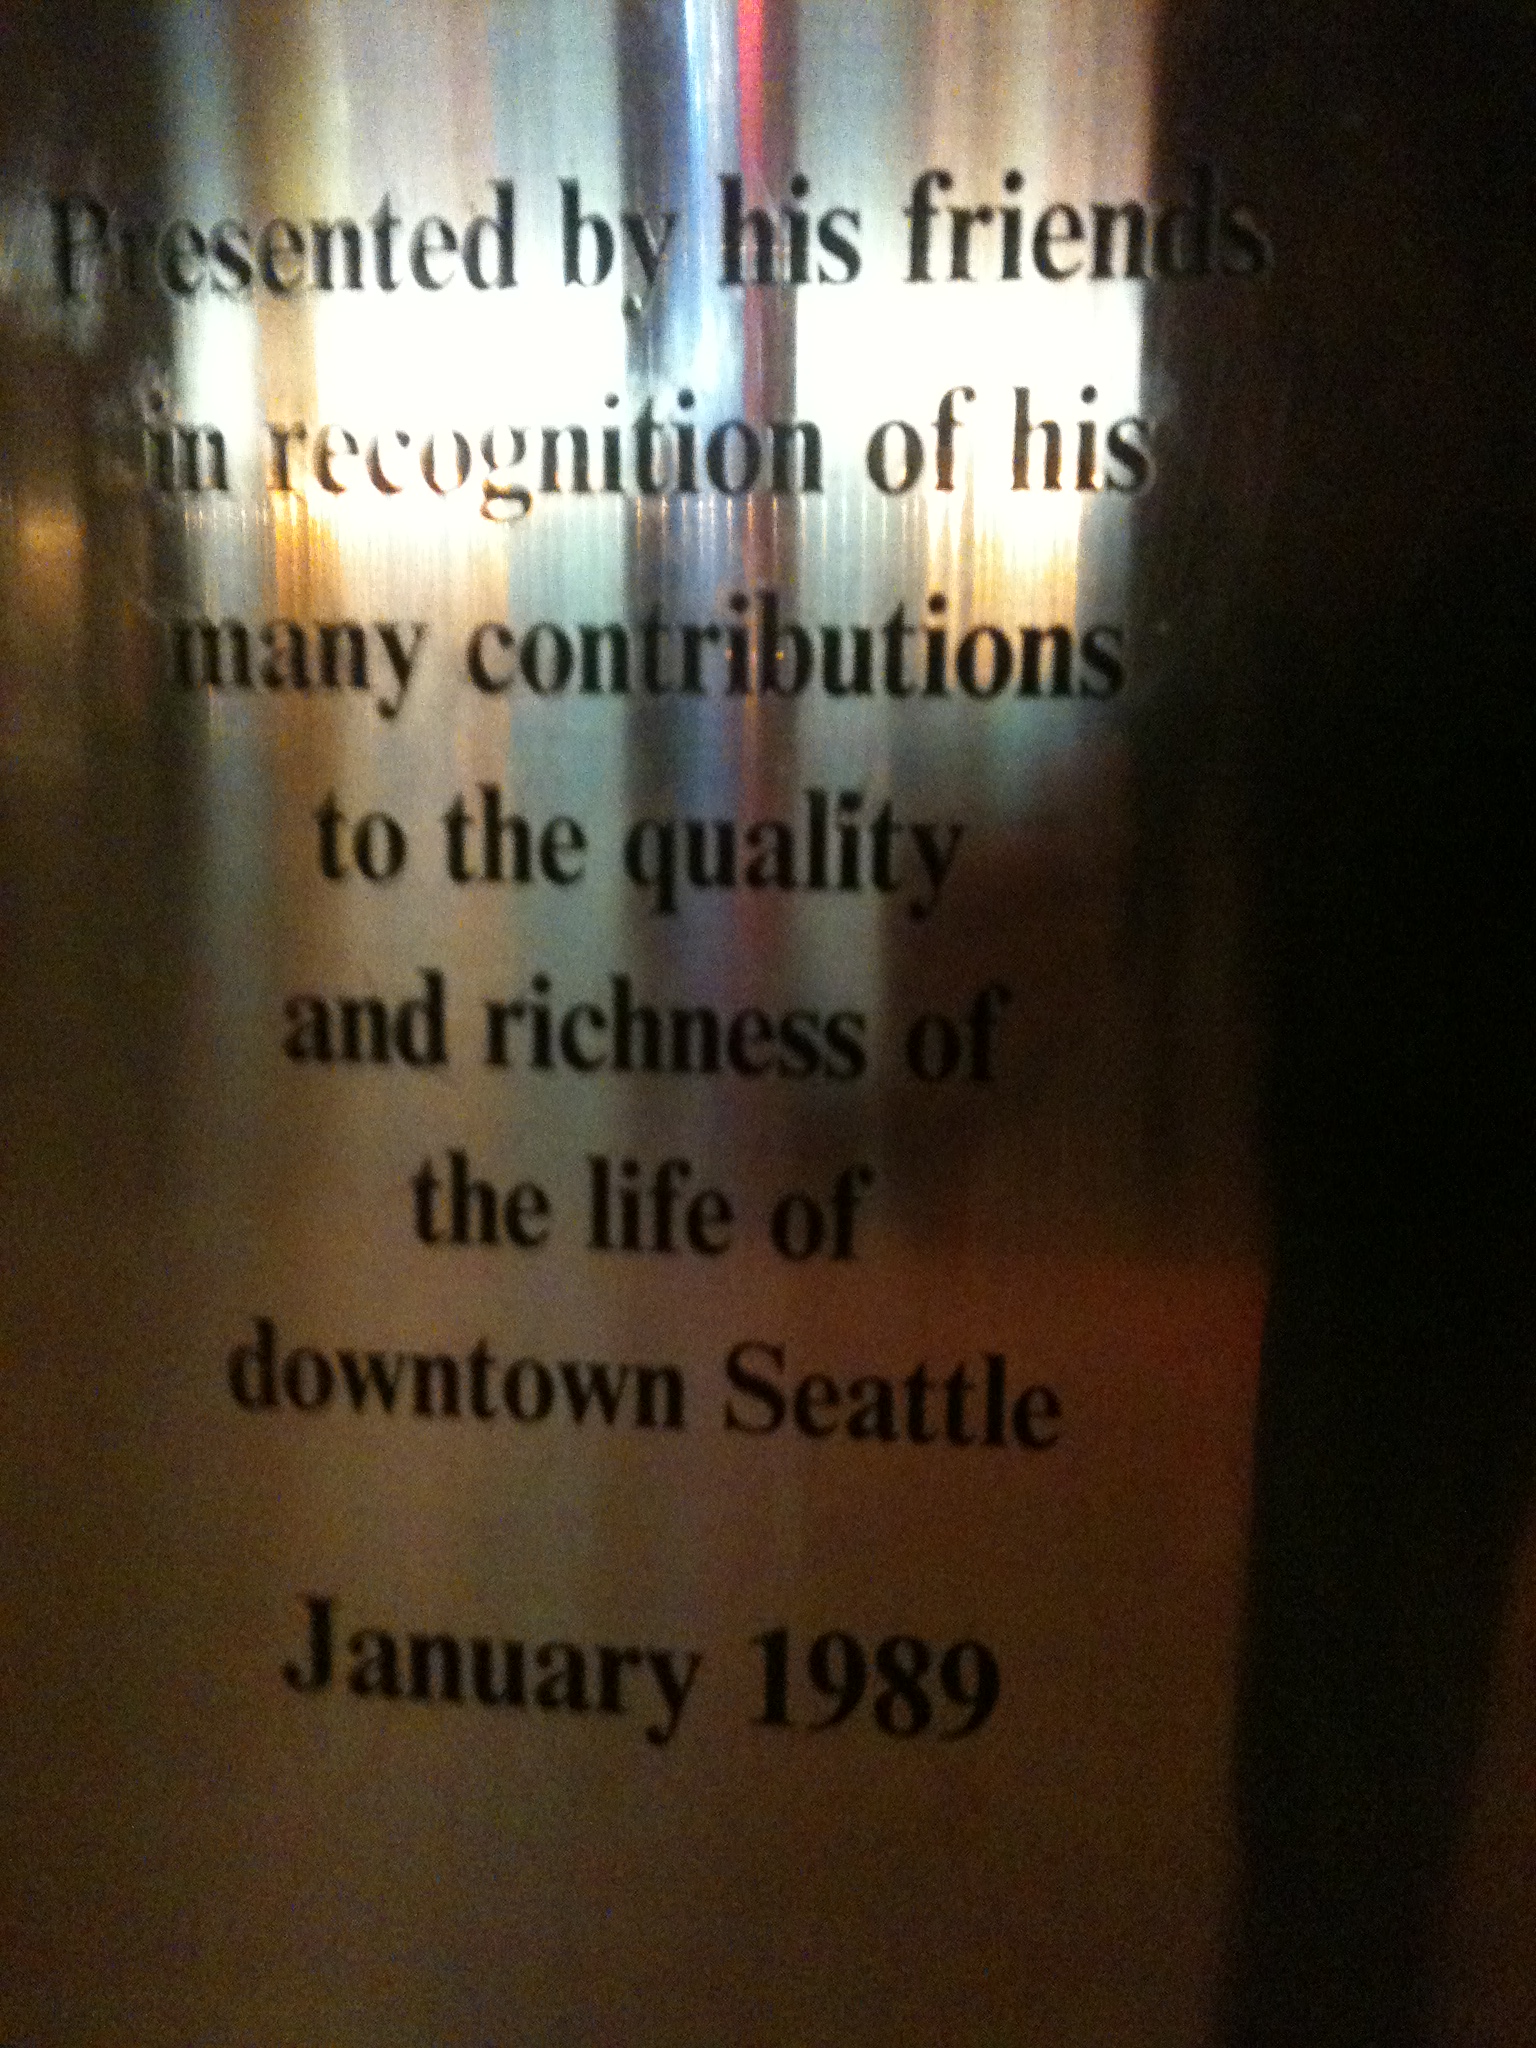 Presented by his friends
in recognition of his
many contributions
to the quality
and richness of
the life of
downtown Seattle
January 1989